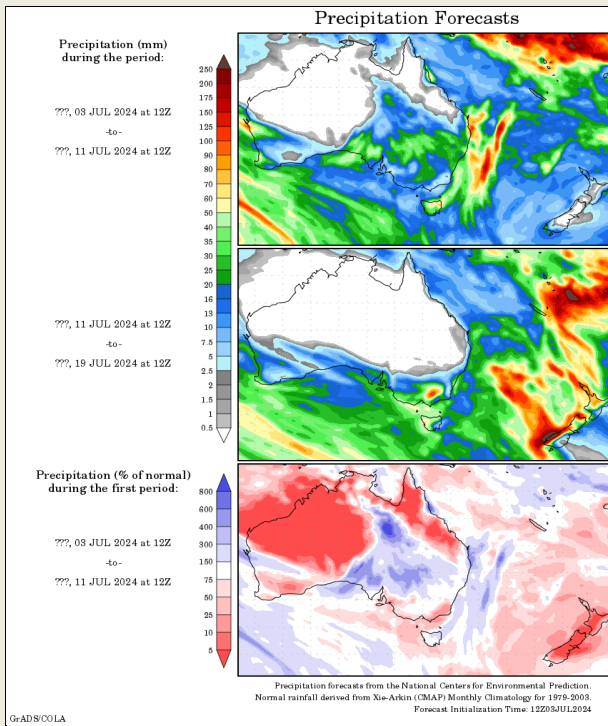 Precipitation Forecasts
Precipitation (mm)
during the period:
???, 03 JUL 2024 at 12Z
-to-
???, 11 JUL 2024 at 12Z
250
200
175
150
125
100
90
80
70
60
50
40
35
30
25
20
16
13
10
7.5
5
2.5
2
1.5
1
0.5
???, 11 JUL 2024 at 12Z
-to-
???, 19 JUL 2024 at 12Z
Precipitation (% of normal)
during the first period:
???, 03 JUL 2024 at 12Z
-to-
???, 11 JUL 2024 at 12Z
800
600
400
300
150
75
50
25
10
5
Precipitation forecasts from the National Centers for Environmental Prediction.
Normal rainfall derived from Xie-Arkin (CMAP) Monthly Climatology for 1979-2003.
Forecast Initialization Time: 12Z03JUL2024
GrADS/COLA